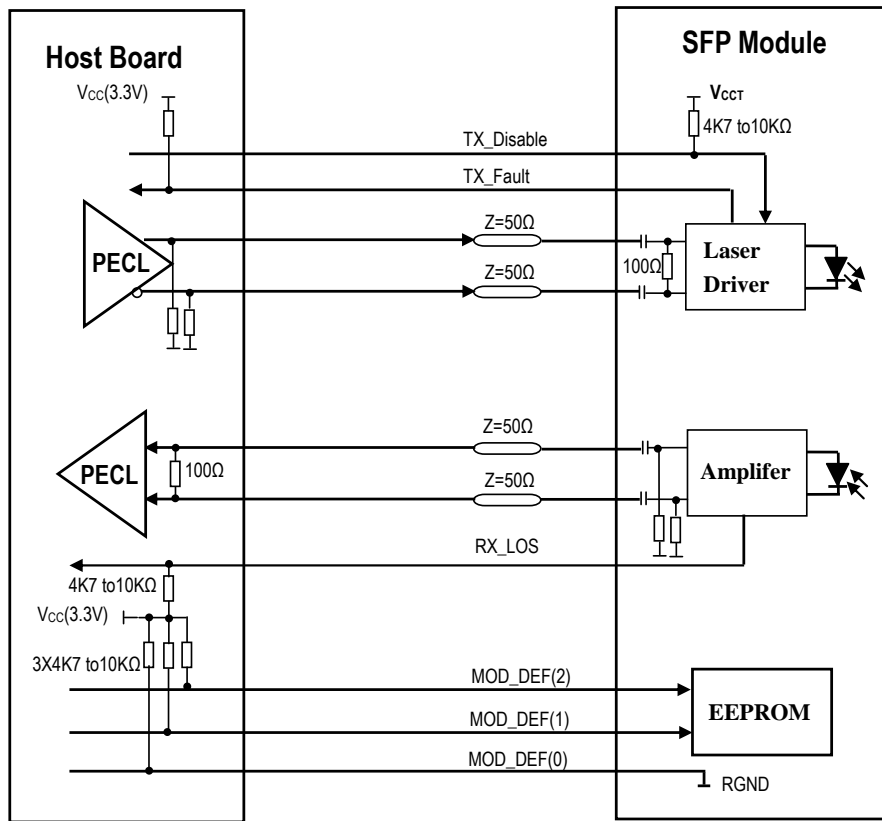 Host Board
SFP Module
VCC(3.3V)
VCCT
4K7 to10KΩ
TX_Disable
TX_Fault
Z=50Ω
PECL
100Ω
Laser
Driver
Z=50Ω
Z=50Ω
PECL
100Ω
Z=50Ω
Amplifer
RX_LOS
4K7 to10KΩ
VCC(3.3V)
3X4K7 to10KΩ
MOD_DEF(2)
EEPROM
MOD_DEF(1)
MOD_DEF(0)
RGND